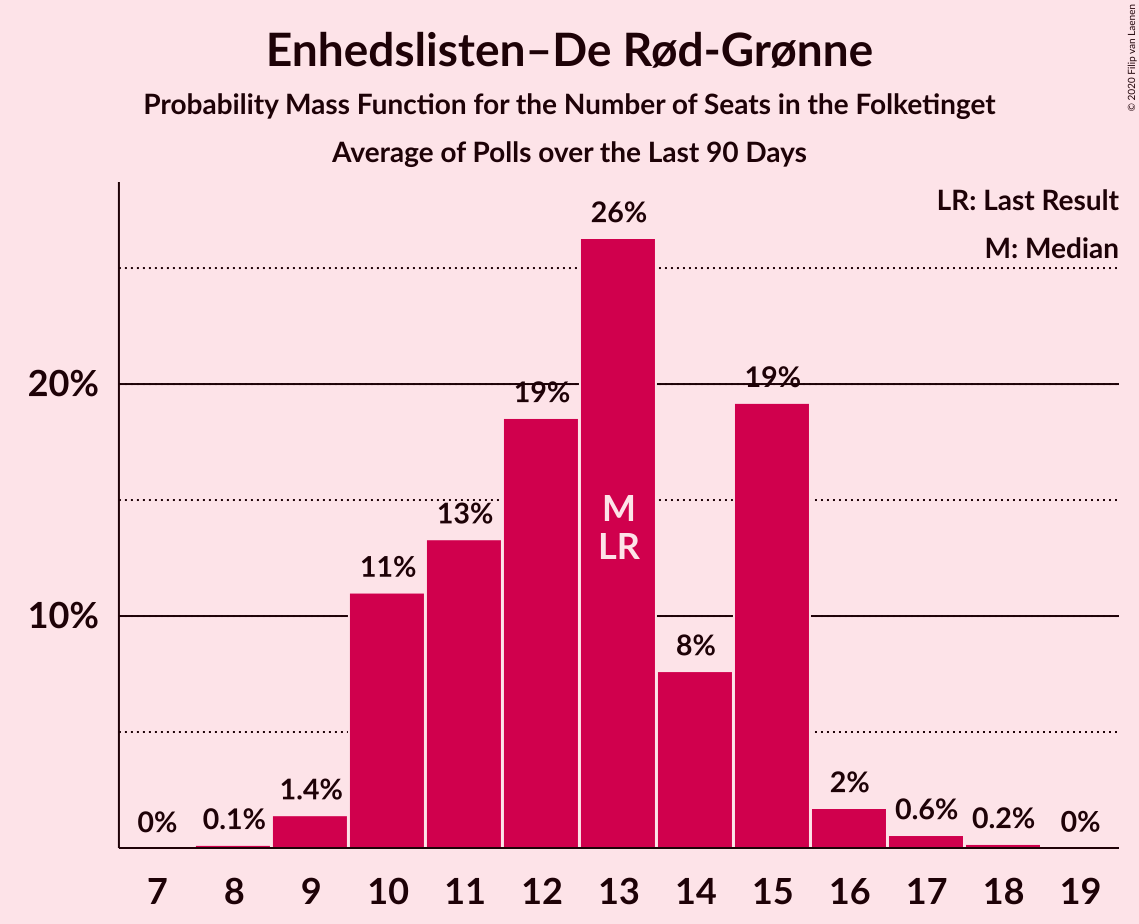 Enhedslisten–De Rød-Grønne
Probability Mass Function for the Number of Seats in the Folketinget
Average of Polls over the Last 90 Days
© 2020 Filip van Laenen
LR: Last Result
M: Median
26%
20%
19%
19%
M
LR
13%
11%
10%
8%
0%
0.1%
1.4%
2%
0.6%
0.2%
0%
7 8 9 10 11 12 13 14 15 16 17 18 19